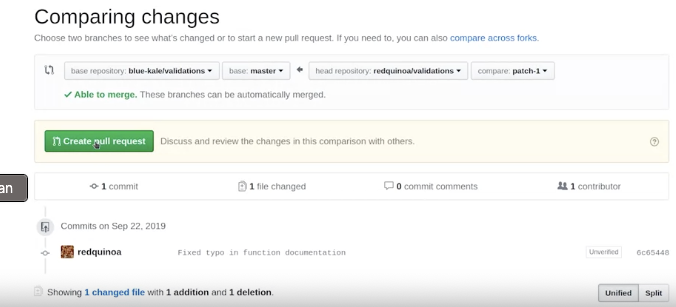 Comparing changes
Choose two branches to see what's changed or to start a new pull request. If you need to, you can also compare across forks.
base repository: blue-kale/validations base: master head repository: redquinoa/validations compare: patch-1
Able to merge. These branches can be automatically merged.
Create pull request Discuss and review the changes in this comparison with others.
an
1 commit 1 file changed 0 commit comments 1 contributor
Commits on Sep 22, 2019
redquinoa Fixed typo in function documentation Unverified 6c65448
Showing 1 changed file with 1 addition and 1 deletion. Unified Split